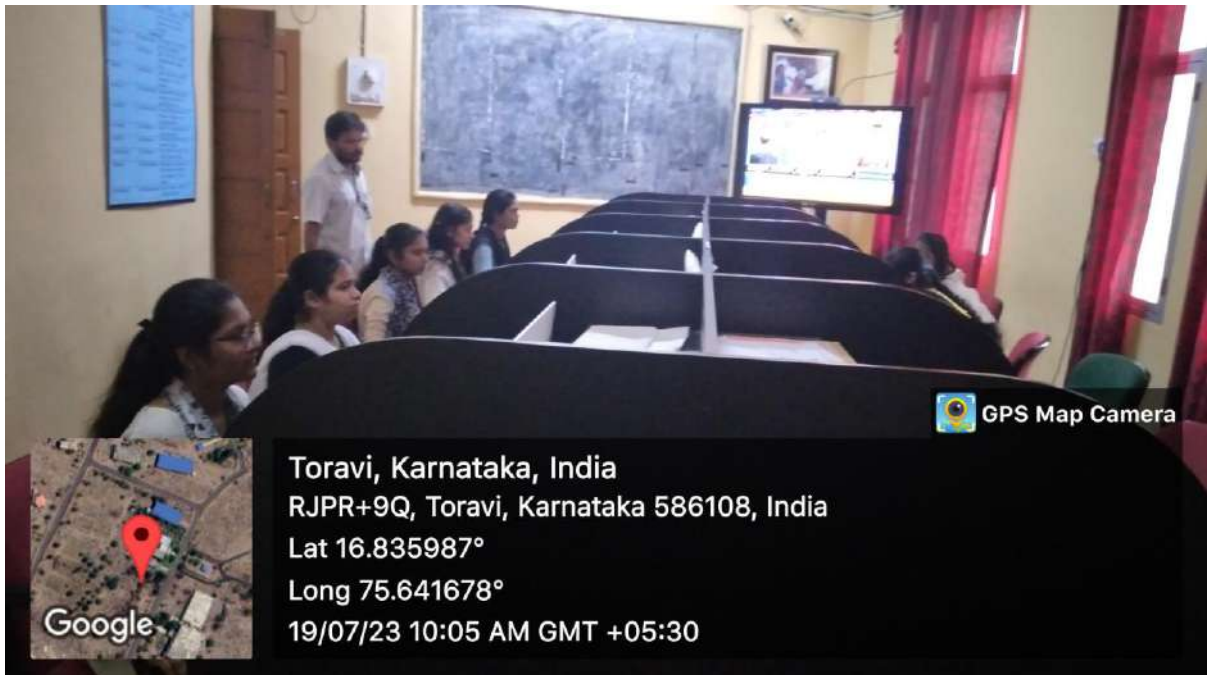 GPS Map Camera
Toravi, Karnataka, India
RJPR+9Q, Toravi, Karnataka 586108, India
Lat 16.835987°
Long 75.641678°
19/07/23 10:05 AM GMT +05:30
Google